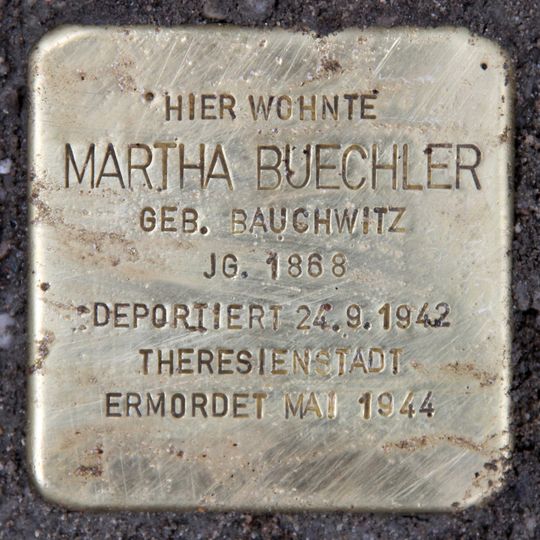 HIER WOHNTE
MARTHA BUECHLER
GEB. BAUCHWITZ
JG. 1868
DEPORTIERT 24.9.1942
THERESIENSTADT
ERMORDET MAI 1944